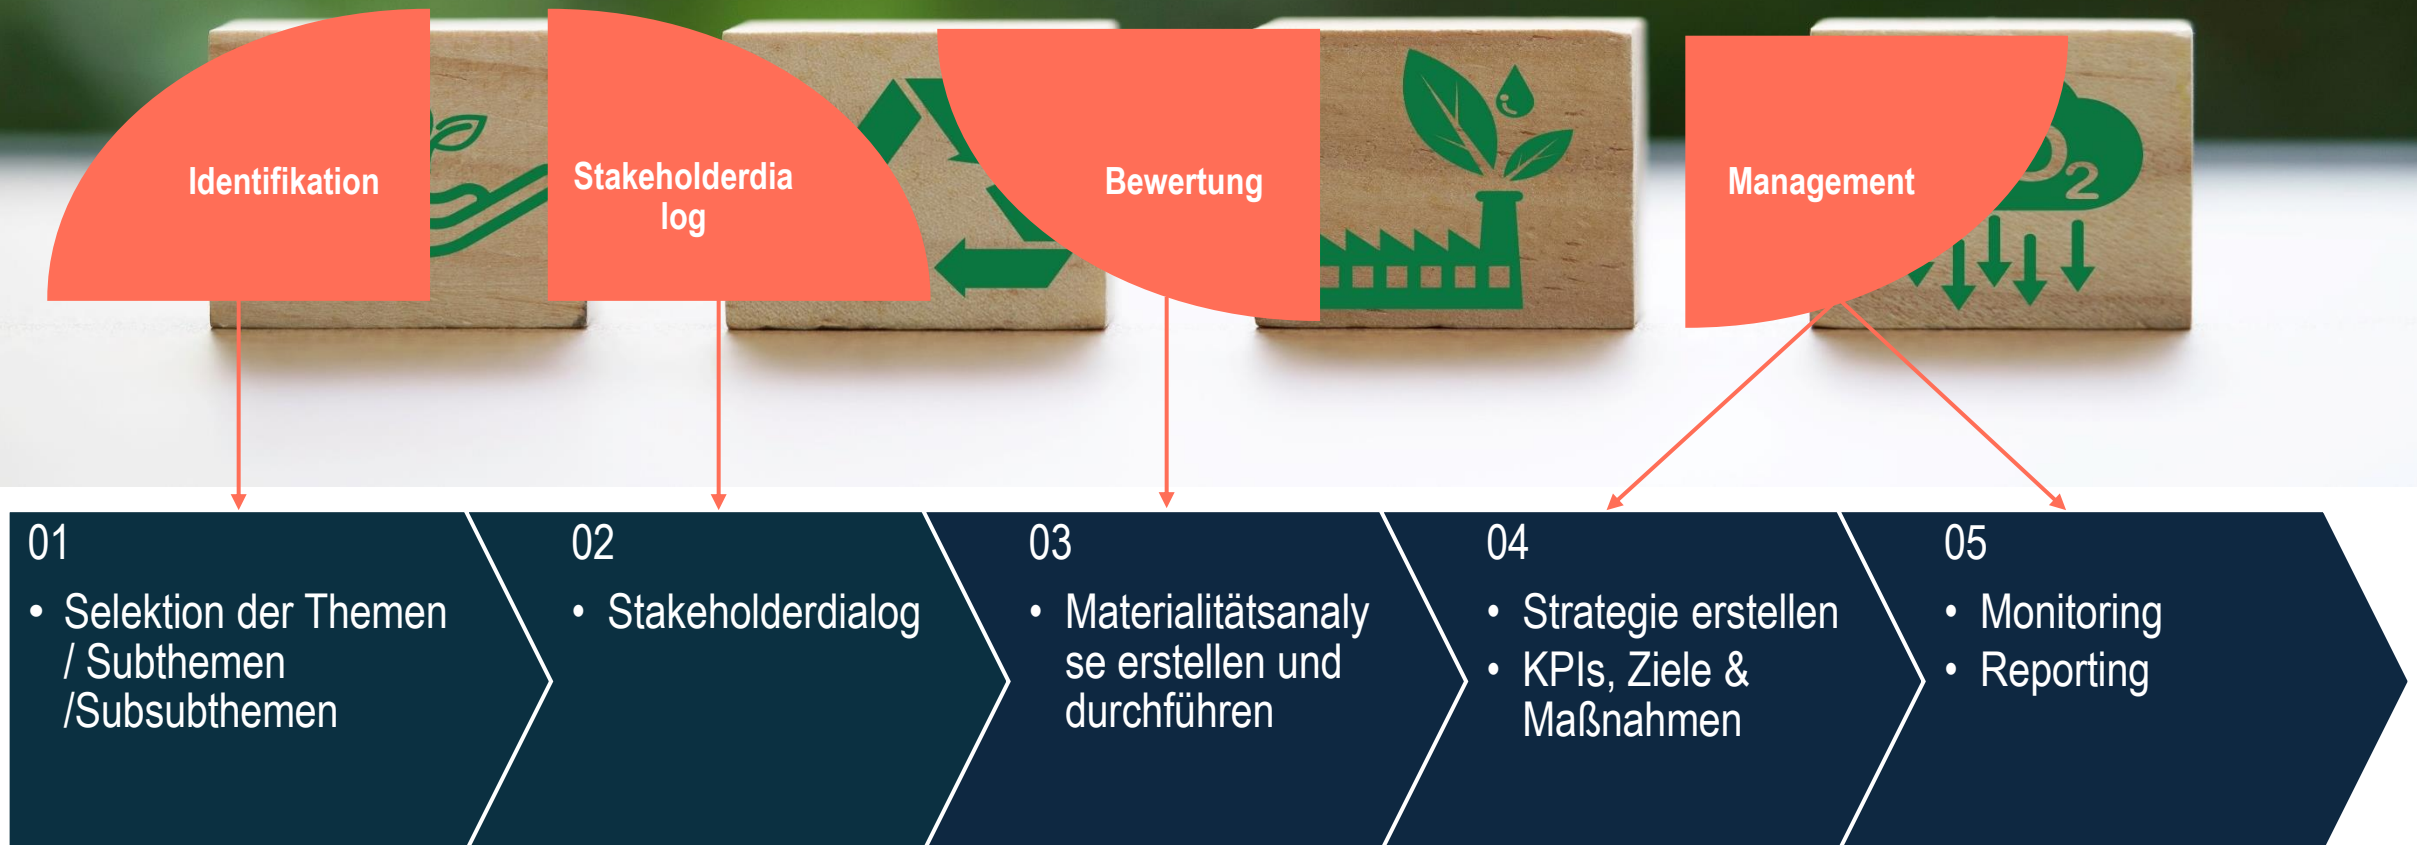 Identifikation
Stakeholderdia
log
Bewertung
Management
2
01
• Selektion der Themen
/ Subthemen
/Subsubthemen
02
• Stakeholderdialog
03
• Materialitätsanaly
se erstellen und
durchführen
04
• Strategie erstellen
• KPIs, Ziele &
Maßnahmen
05
• Monitoring
• Reporting